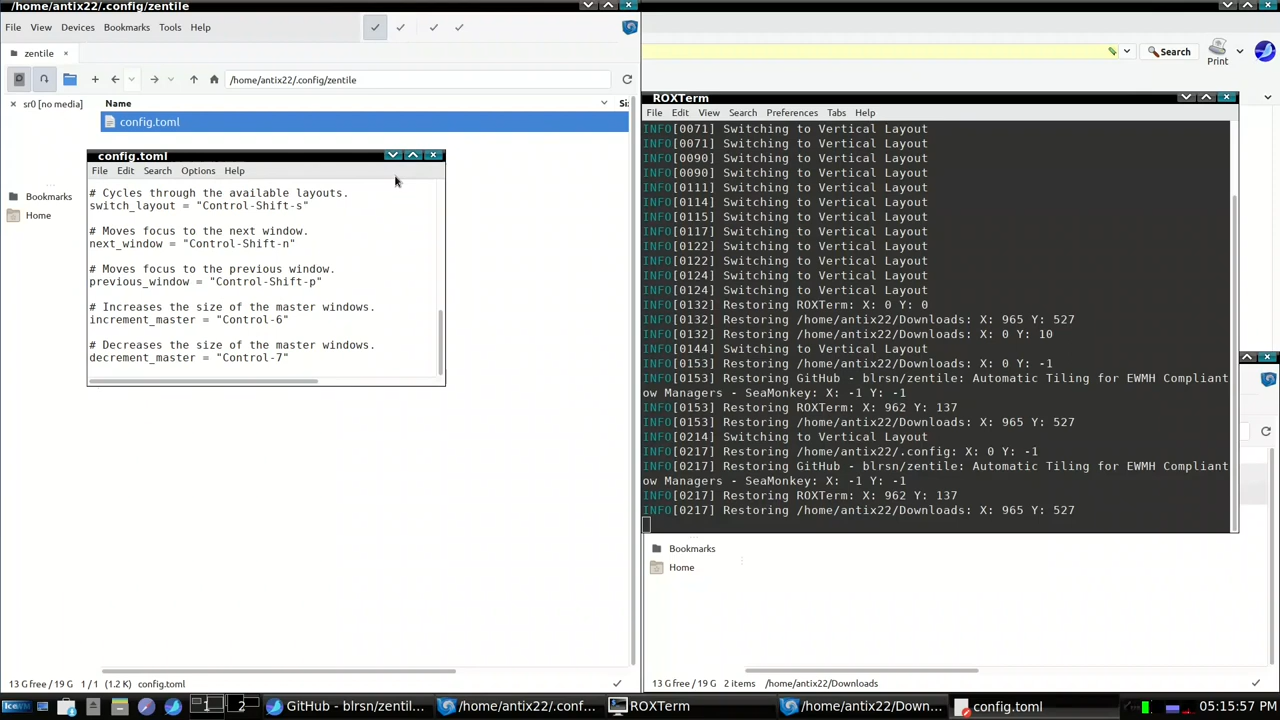 /home/antix22/.config/zentile
File View Devices Bookmarks Tools Help
zentile
/home/antix22/.config/zentile
sr0 [no media]
Name
Si:
config.toml
Bookmarks
Home
config.toml
File Edit Search Options Help
# Cycles through the available layouts.
switch_layout = "Control-Shift-s"
# Moves focus to the next window.
next_window = "Control-Shift-n"
# Moves focus to the previous window.
previous_window = "Control-Shift-p"
# Increases the size of the master windows.
increment_master = "Control-6"
# Decreases the size of the master windows.
decrement_master = "Control-7"
13 G free / 19 G 1 / 1 (1.2 K) config.toml
Search
Print
ROXTerm
File Edit View Search Preferences Tabs Help
INFO[0071] Switching to Vertical Layout
INFO[0071] Switching to Vertical Layout
INFO[0090] Switching to Vertical Layout
INFO[0090] Switching to Vertical Layout
INFO[0111] Switching to Vertical Layout
INFO[0114] Switching to Vertical Layout
INFO[0115] Switching to Vertical Layout
INFO[0117] Switching to Vertical Layout
INFO[0122] Switching to Vertical Layout
INFO[0122] Switching to Vertical Layout
INFO[0124] Switching to Vertical Layout
INFO[0124] Switching to Vertical Layout
INFO[0132] Restoring ROXTerm: X: 0 Y: 0
INFO[0132] Restoring /home/antix22/Downloads: X: 965 Y: 527
INFO[0132] Restoring /home/antix22/Downloads: X: 0 Y: 10
INFO[0144] Switching to Vertical Layout
INFO[0153] Restoring /home/antix22/Downloads: X: 0 Y: -1
INFO[0153] Restoring GitHub - blrsn/zentile: Automatic Tiling for EWMH Compliant
ow Managers - SeaMonkey: X: -1 Y: -1
INFO[0153] Restoring ROXTerm: X: 962 Y: 137
INFO[0153] Restoring /home/antix22/Downloads: X: 965 Y: 527
INFO[0214] Switching to Vertical Layout
INFO[0217] Restoring /home/antix22/.config: X: 0 Y: -1
INFO[0217] Restoring GitHub - blrsn/zentile: Automatic Tiling for EWMH Compliant
ow Managers - SeaMonkey: X: -1 Y: -1
INFO[0217] Restoring ROXTerm: X: 962 Y: 137
INFO[0217] Restoring /home/antix22/Downloads: X: 965 Y: 527
Bookmarks
Home
13 G free / 19 G 2 items /home/antix22/Downloads
IceWM 1 2 GitHub - blrsn/zentil... /home/antix22/.conf... ROXTerm /home/antix22/Down... config.toml 05:15:57 PM